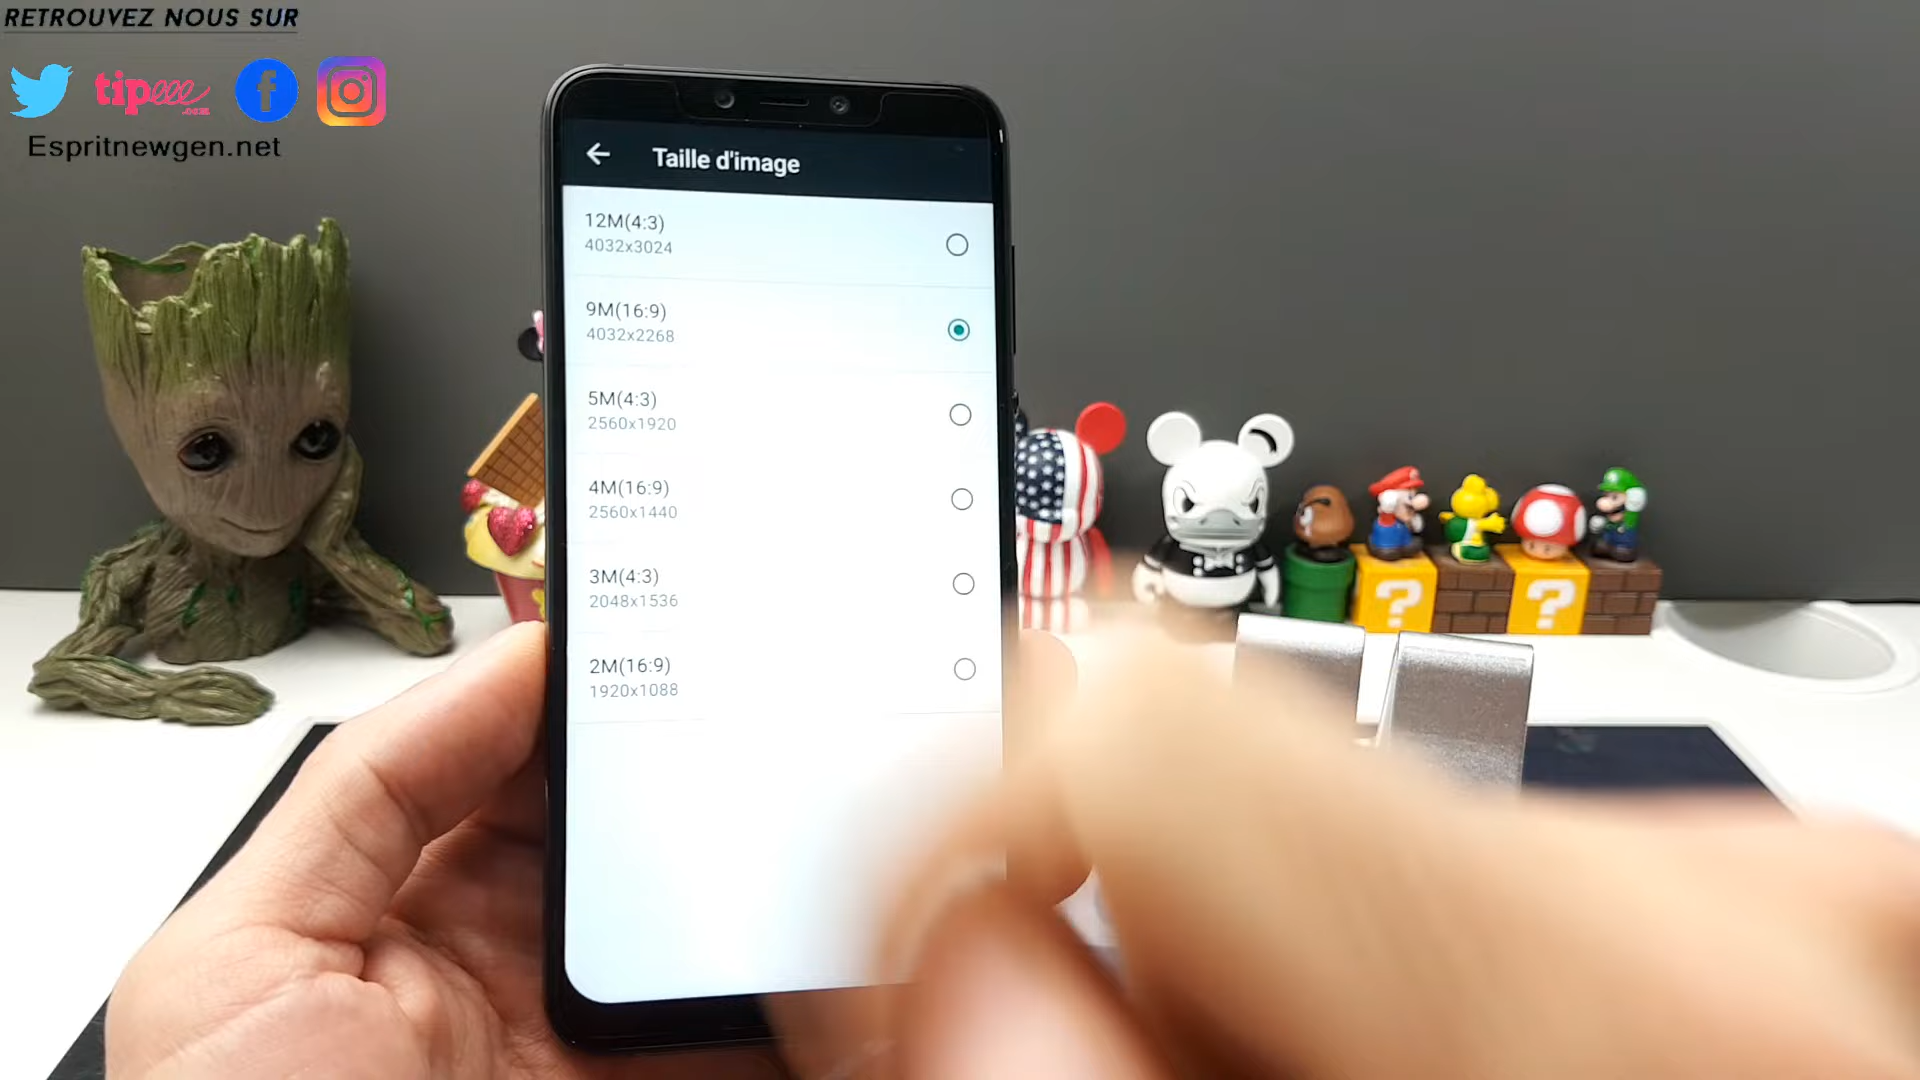 RETROUVEZ NOUS SUR
tipeee
.com
Espritnewgen.net
Taille d'image
12M(4:3)
4032x3024
9M(16:9)
4032x2268
5M(4:3)
2560x1920
4M(16:9)
2560x1440
3M(4:3)
2048x1536
2M(16:9)
1920x1088
?
?